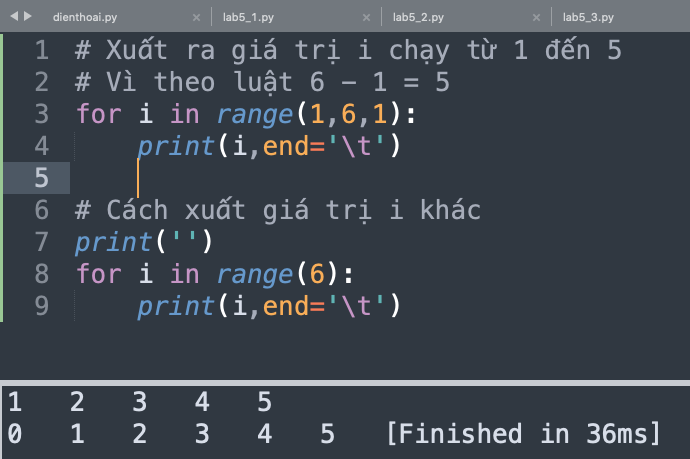 dienthoai.py × lab5_1.py × lab5_2.py × lab5_3.py
1 # Xuất ra giá trị i chạy từ 1 đến 5
2 # Vì theo luật 6 - 1 = 5
3 for i in range(1,6,1):
4     print(i,end='\t')
5
6 # Cách xuất giá trị i khác
7 print('')
8 for i in range(6):
9     print(i,end='\t')
1 2 3 4 5
0 1 2 3 4 5 [Finished in 36ms]